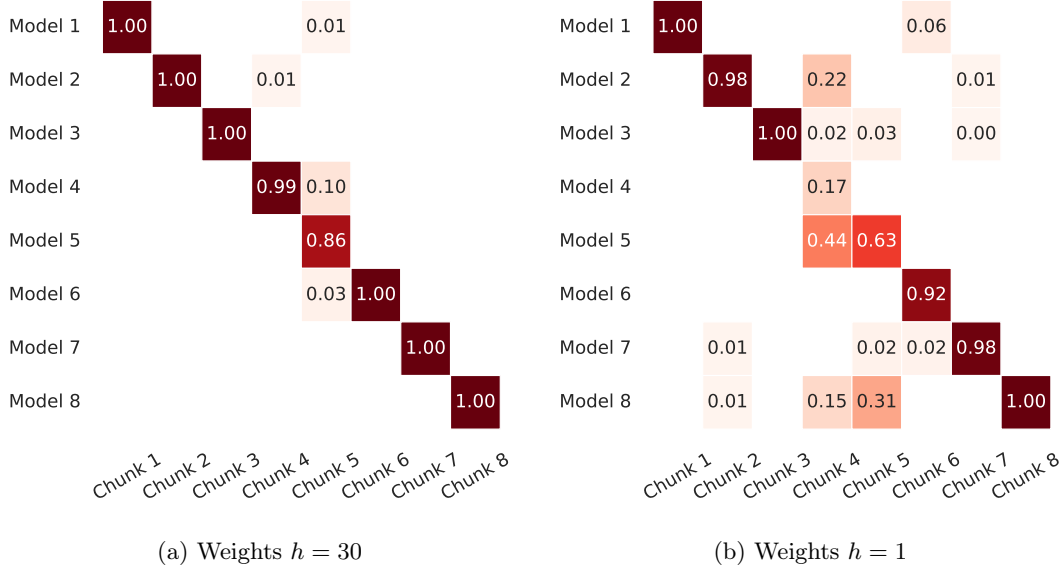 Model 1 1.00 0.01
Model 2 1.00 0.01
Model 3 1.00
Model 4 0.99 0.10
Model 5 0.86
Model 6 0.03 1.00
Model 7 1.00
Model 8 1.00
Chunk 1 Chunk 2 Chunk 3 Chunk 4 Chunk 5 Chunk 6 Chunk 7 Chunk 8
(a) Weights h = 30
Model 1 1.00 0.06
Model 2 0.98 0.22 0.01
Model 3 1.00 0.02 0.03 0.00
Model 4 0.17
Model 5 0.44 0.63
Model 6 0.92
Model 7 0.01 0.02 0.02 0.98
Model 8 0.01 0.15 0.31 1.00
Chunk 1 Chunk 2 Chunk 3 Chunk 4 Chunk 5 Chunk 6 Chunk 7 Chunk 8
(b) Weights h = 1